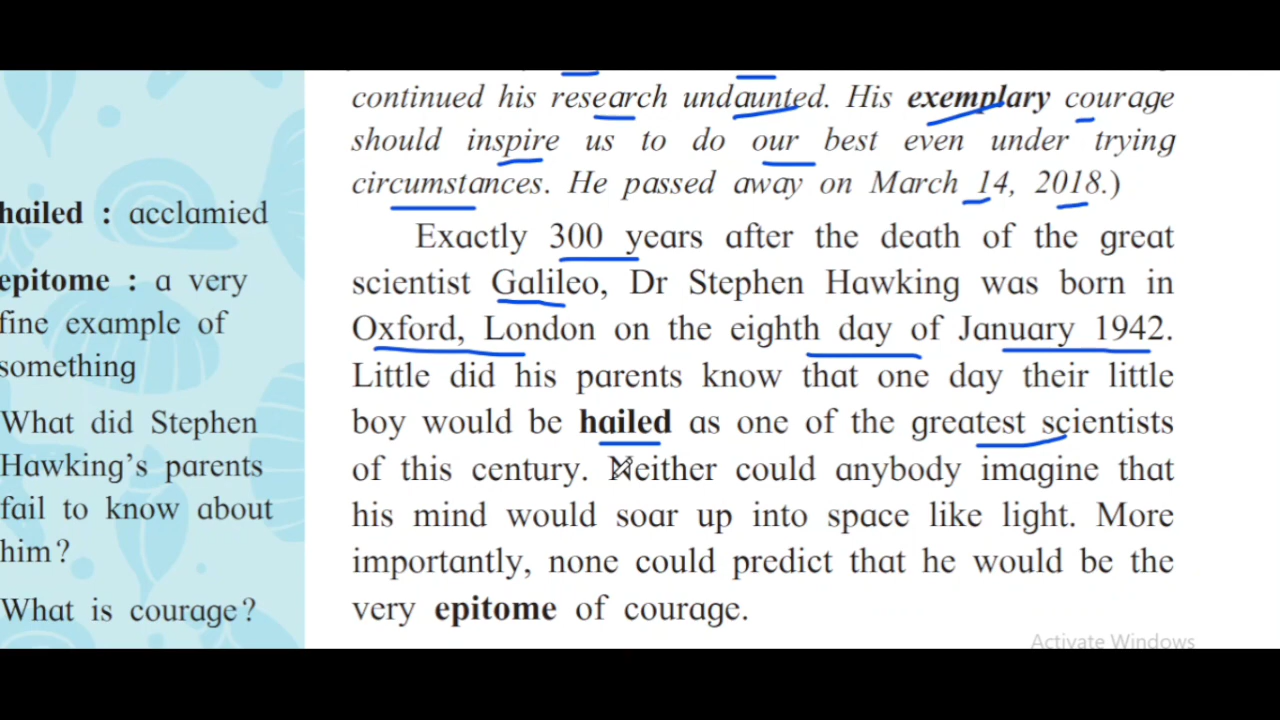 continued his research undaunted. His exemplary courage
should inspire us to do our best even under trying
circumstances. He passed away on March 14, 2018.)
Exactly 300 years after the death of the great
scientist Galileo, Dr Stephen Hawking was born in
Oxford, London on the eighth day of January 1942.
Little did his parents know that one day their little
boy would be hailed as one of the greatest scientists
of this century. Neither could anybody imagine that
his mind would soar up into space like light. More
importantly, none could predict that he would be the
very epitome of courage.
hailed : acclamied
epitome : a very
fine example of
something
What did Stephen
Hawking's parents
fail to know about
him?
What is courage?
Activate Windows